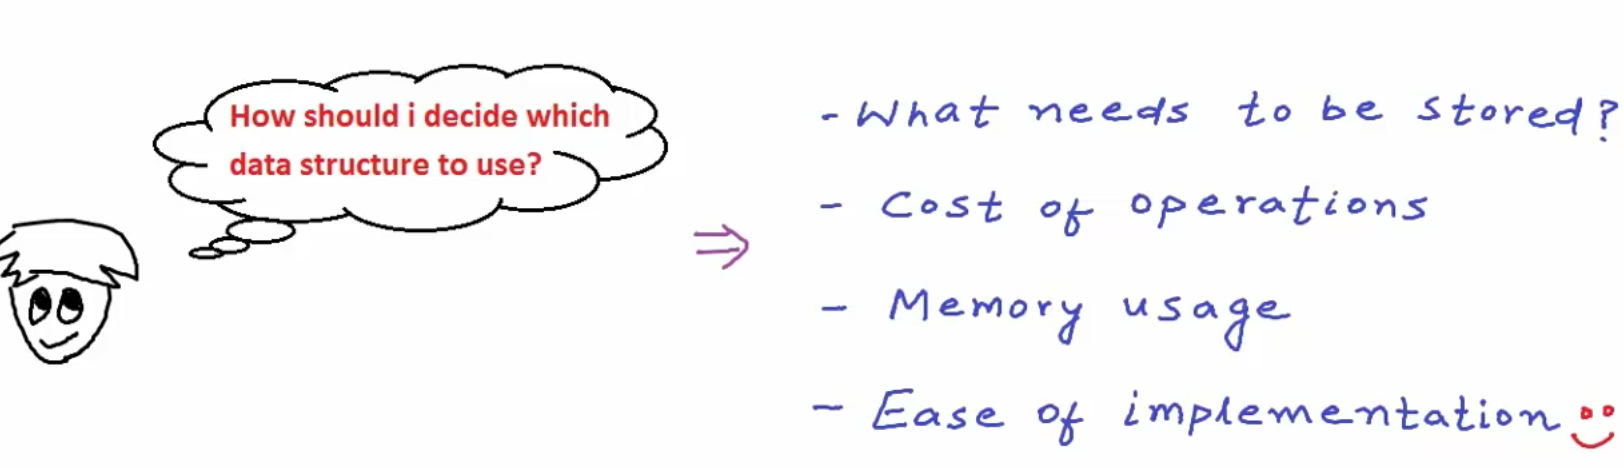 How should i decide which
data structure to use?
- What needs to be stored?
- Cost of operations
- Memory usage
- Ease of implementation